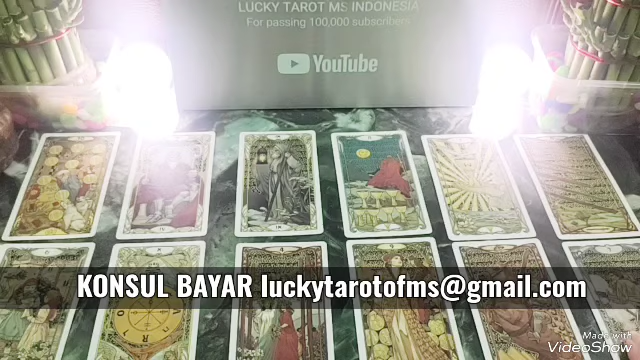 LUCKY TAROT MS INDONESIA
For passing 100,000 subscribers
YouTube
KONSUL BAYAR luckytarotofms@gmail.com
Made with
VideoShow